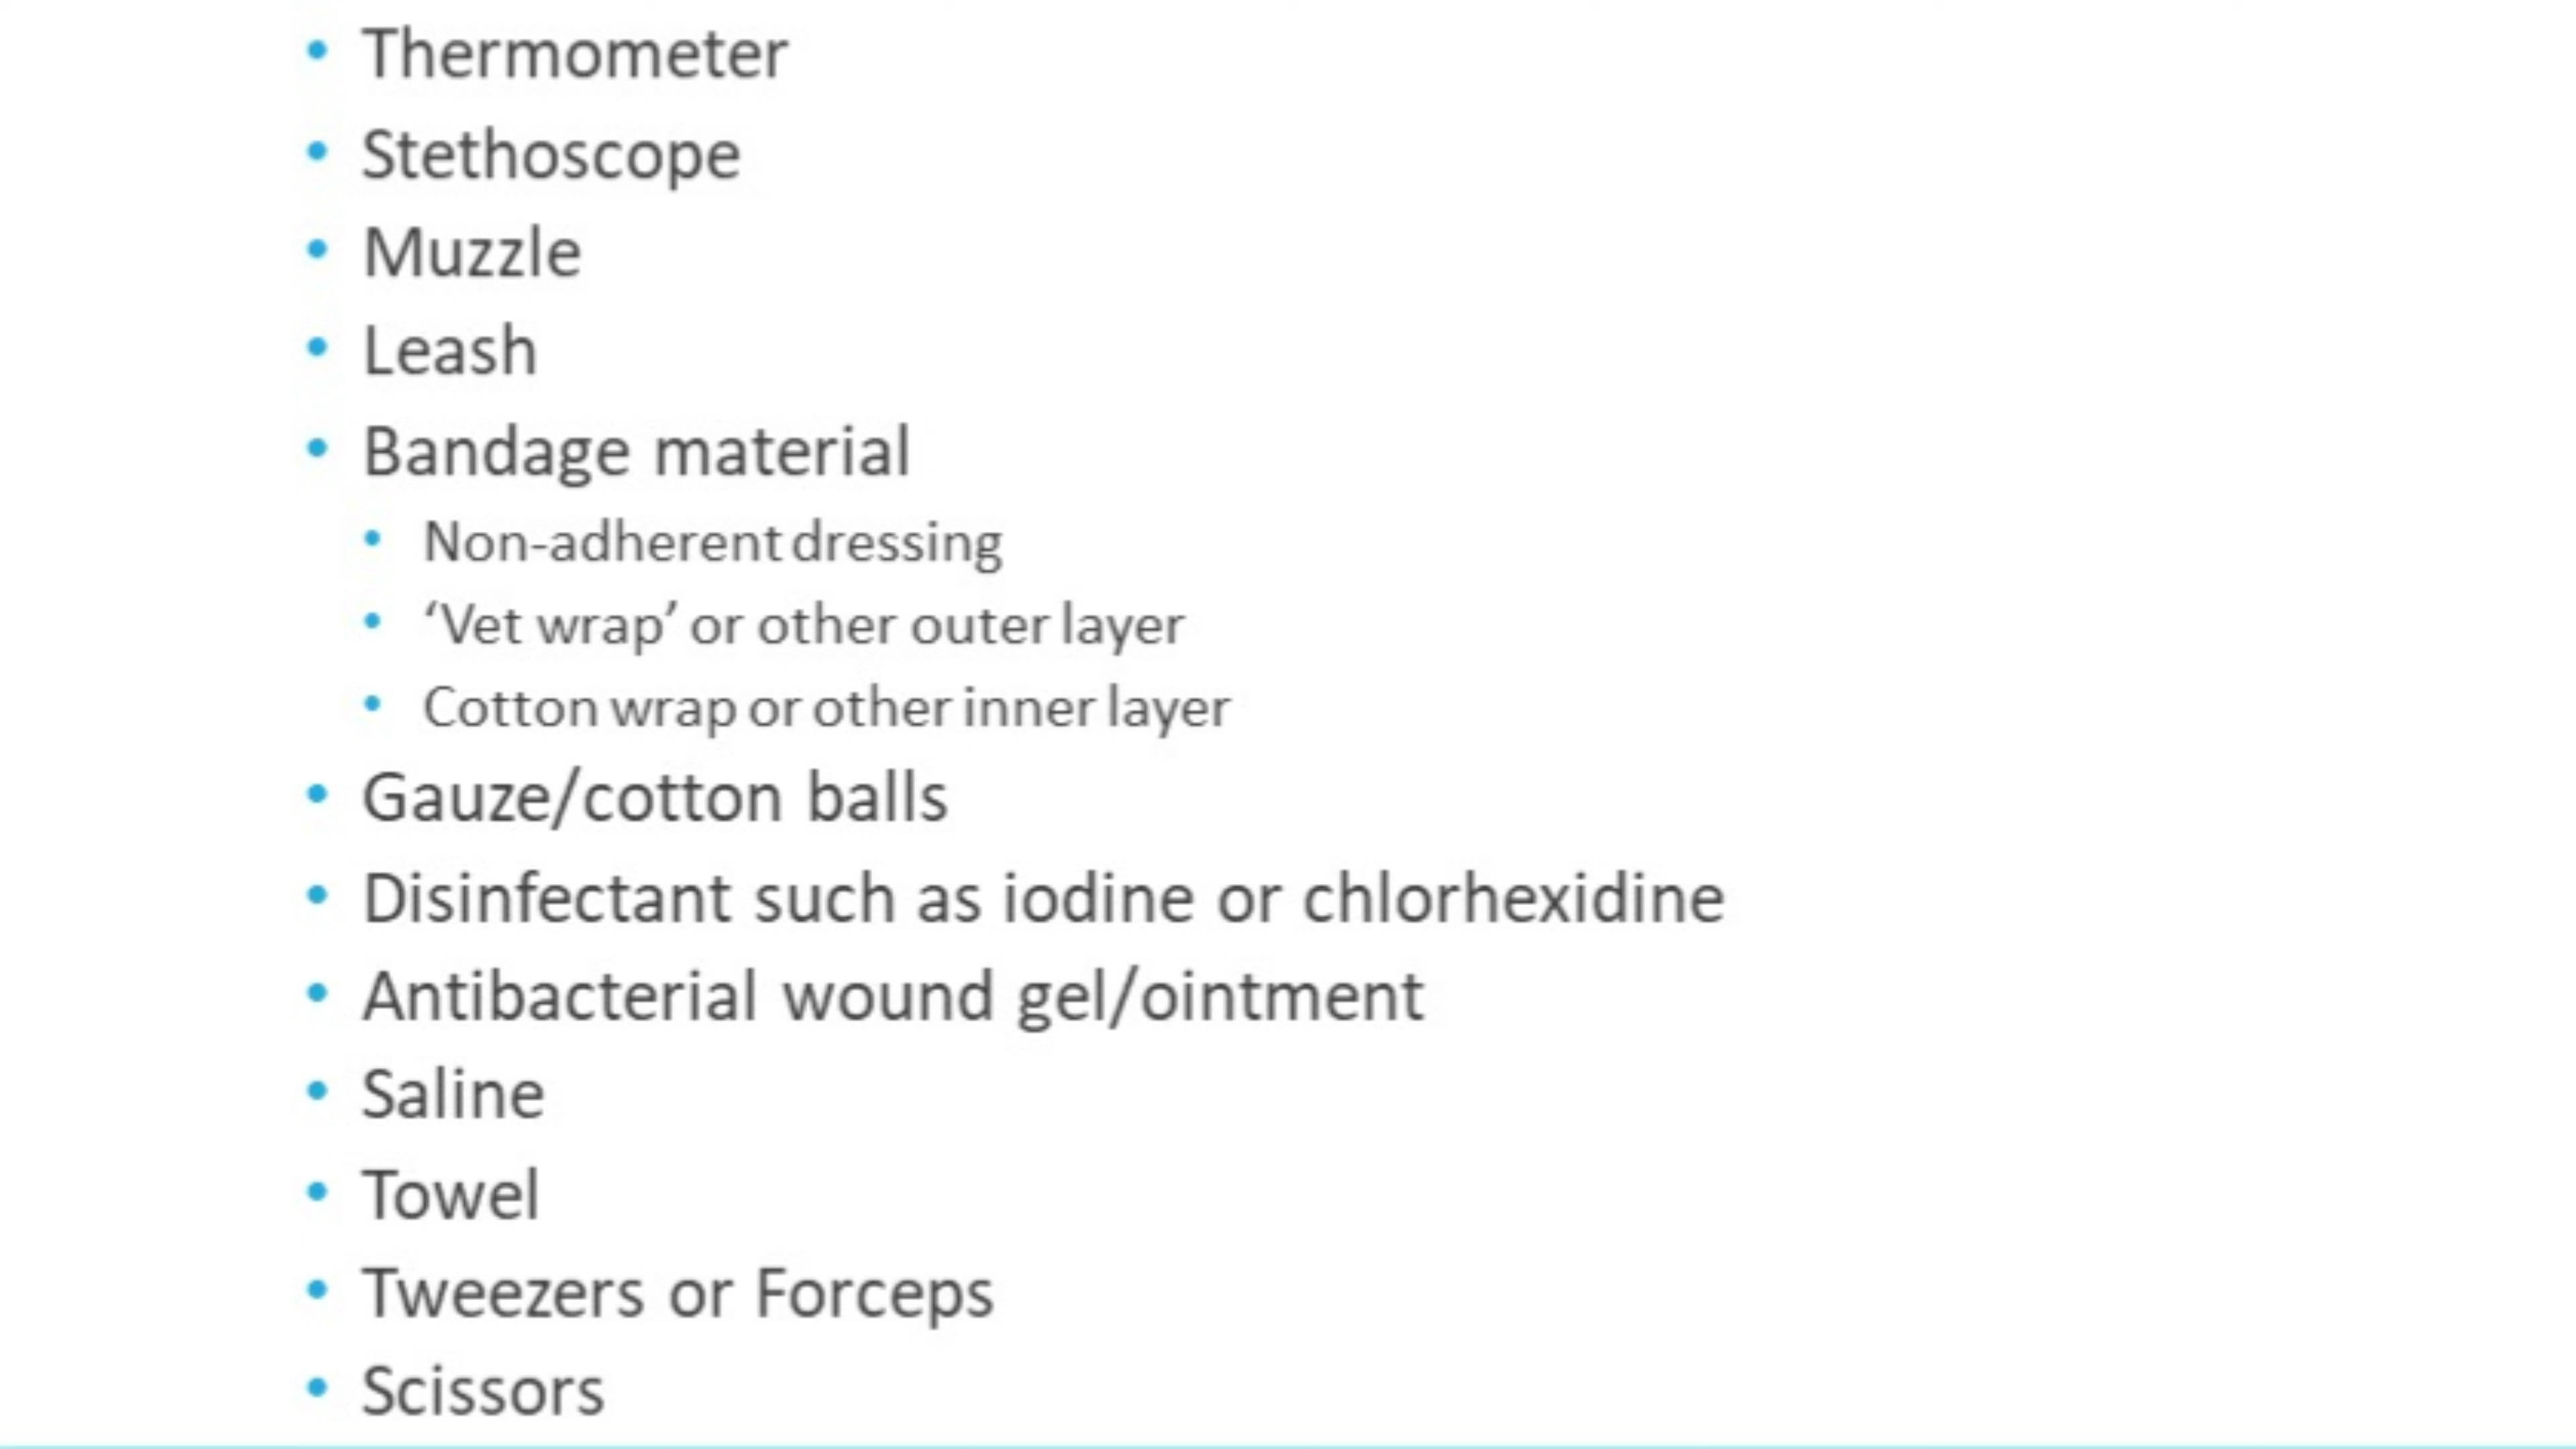 • Thermometer
• Stethoscope
• Muzzle
• Leash
• Bandage material
• Non-adherent dressing
• ‘Vet wrap’ or other outer layer
• Cotton wrap or other inner layer
• Gauze/cotton balls
• Disinfectant such as iodine or chlorhexidine
• Antibacterial wound gel/ointment
• Saline
• Towel
• Tweezers or Forceps
• Scissors